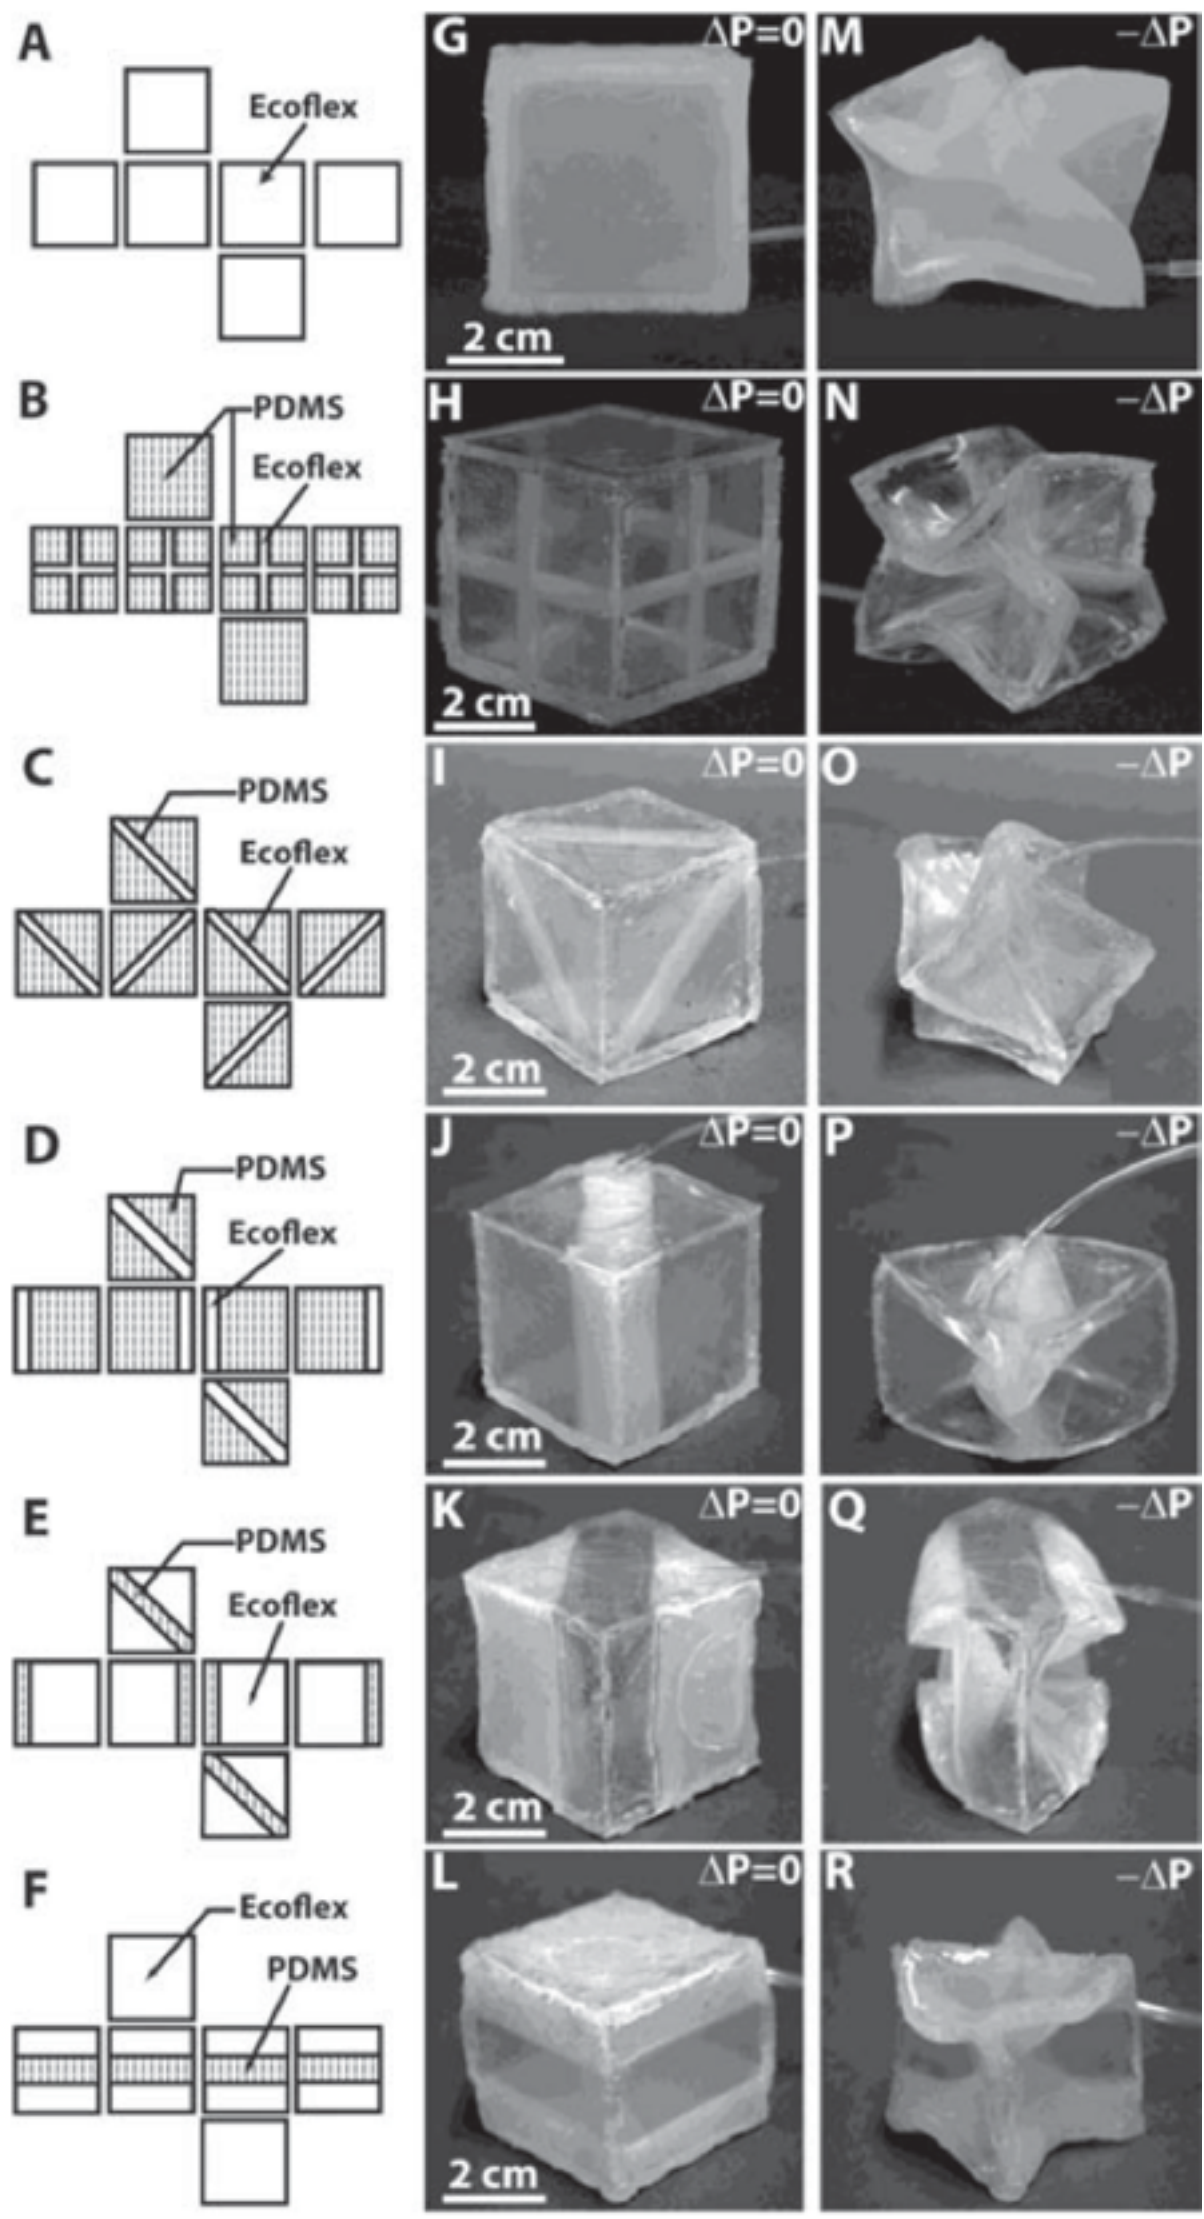 A
Ecoflex
G
ΔP=0
2 cm
M
−ΔP
B
PDMS
Ecoflex
H
ΔP=0
2 cm
N
−ΔP
C
PDMS
Ecoflex
I
ΔP=0
2 cm
O
−ΔP
D
PDMS
Ecoflex
J
ΔP=0
2 cm
P
−ΔP
E
PDMS
Ecoflex
K
ΔP=0
2 cm
Q
−ΔP
F
Ecoflex
PDMS
L
ΔP=0
2 cm
R
−ΔP